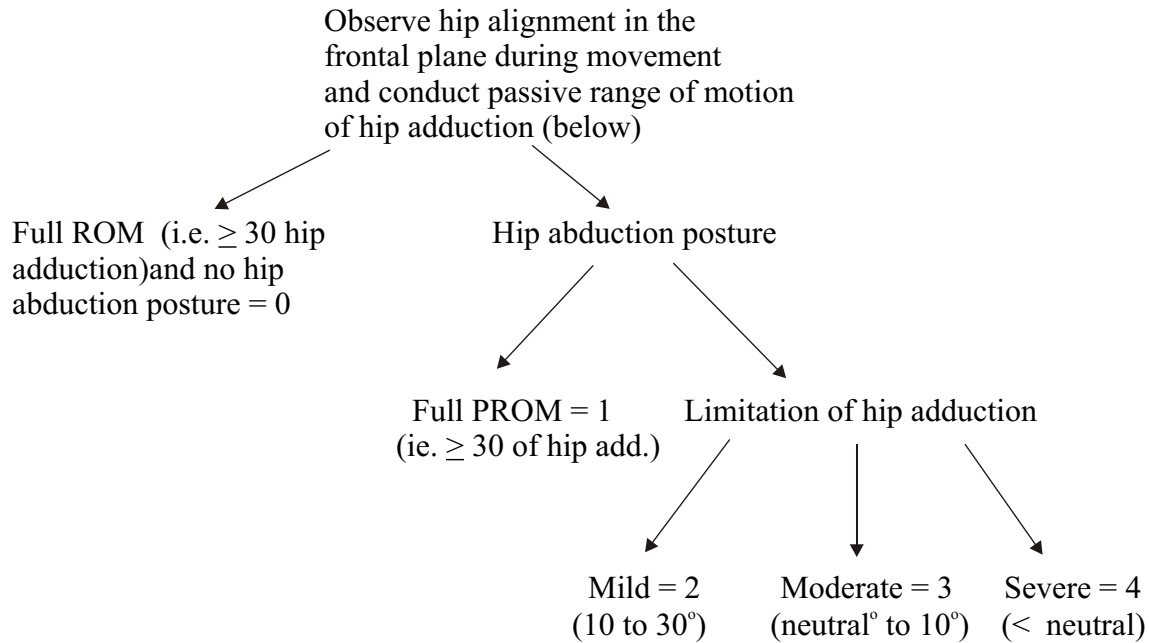 Observe hip alignment in the
frontal plane during movement
and conduct passive range of motion
of hip adduction (below)
Full ROM (i.e. ≥ 30 hip
adduction)and no hip
abduction posture = 0
Hip abduction posture
Full PROM = 1
(ie. ≥ 30 of hip add.)
Limitation of hip adduction
Mild = 2
(10 to 30°)
Moderate = 3
(neutral° to 10°)
Severe = 4
(< neutral)